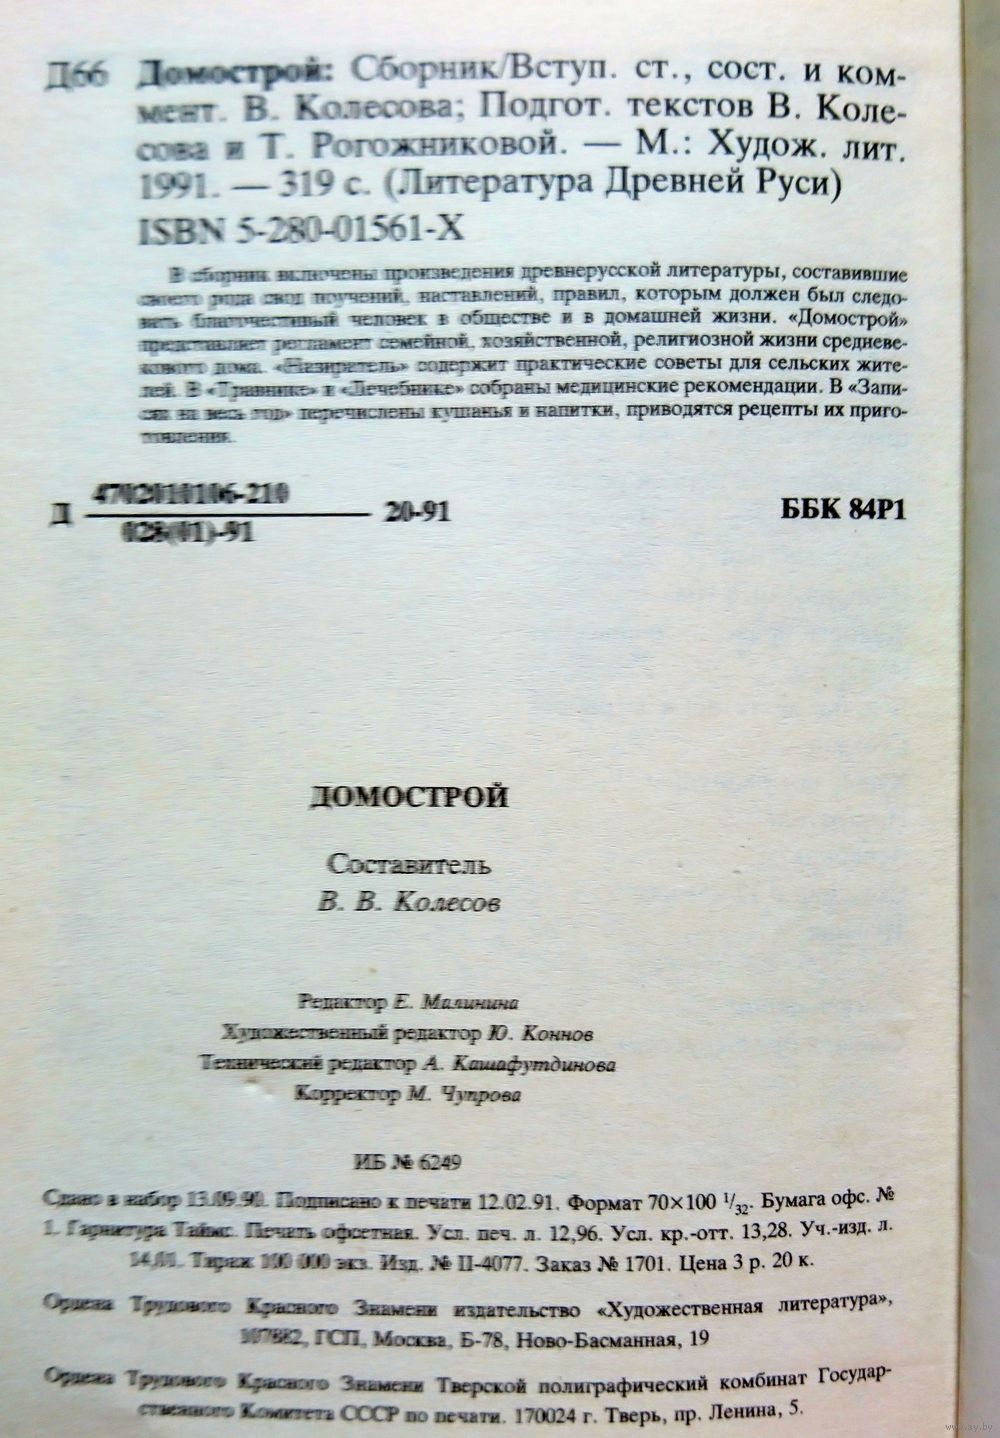 Д66 Домострой: Сборник/Вступ. ст., сост. и ком-
мент. В. Колесова; Подгот. текстов В. Коле-
сова и Т. Рогожниковой. — М.: Худож. лит.
1991. — 319 с. (Литература Древней Руси)
ISBN 5-280-01561-X
В сборник включены произведения древнерусской литературы, составившие
своего рода свод поучений, наставлений, правил, которым должен был следо-
вать благочестивый человек в обществе и в домашней жизни. «Домострой»
представляет регламент семейной, хозяйственной, религиозной жизни средневе-
кового дома. «Назиратель» содержит практические советы для сельских жите-
лей. В «Травнике» и «Лечебнике» собраны медицинские рекомендации. В «Запи-
сях на весь год» перечислены кушанья и напитки, приводятся рецепты их приго-
товления.
4702010106-210
Д 20-91 ББК 84Р1
028(01)-91
ДОМОСТРОЙ
Составитель
В. В. Колесов
Редактор Е. Малинина
Художественный редактор Ю. Коннов
Технический редактор А. Кашафутдинова
Корректор М. Чупрова
ИБ № 6249
Сдано в набор 13.09.90. Подписано к печати 12.02.91. Формат 70×100 1/32. Бумага офс. №
1. Гарнитура Таймс. Печать офсетная. Усл. печ. л. 12,96. Усл. кр.-отт. 13,28. Уч.-изд. л.
Тираж 100 000 экз. Изд. № II-4077. Заказ № 1701. Цена 3 р. 20 к.
Ордена Трудового Красного Знамени издательство «Художественная литература»,
107882, ГСП, Москва, Б-78, Ново-Басманная, 19
Ордена Трудового Красного Знамени Тверской полиграфический комбинат Государ-
ственного Комитета СССР по печати. 170024 г. Тверь, пр. Ленина, 5.
www.ay.by